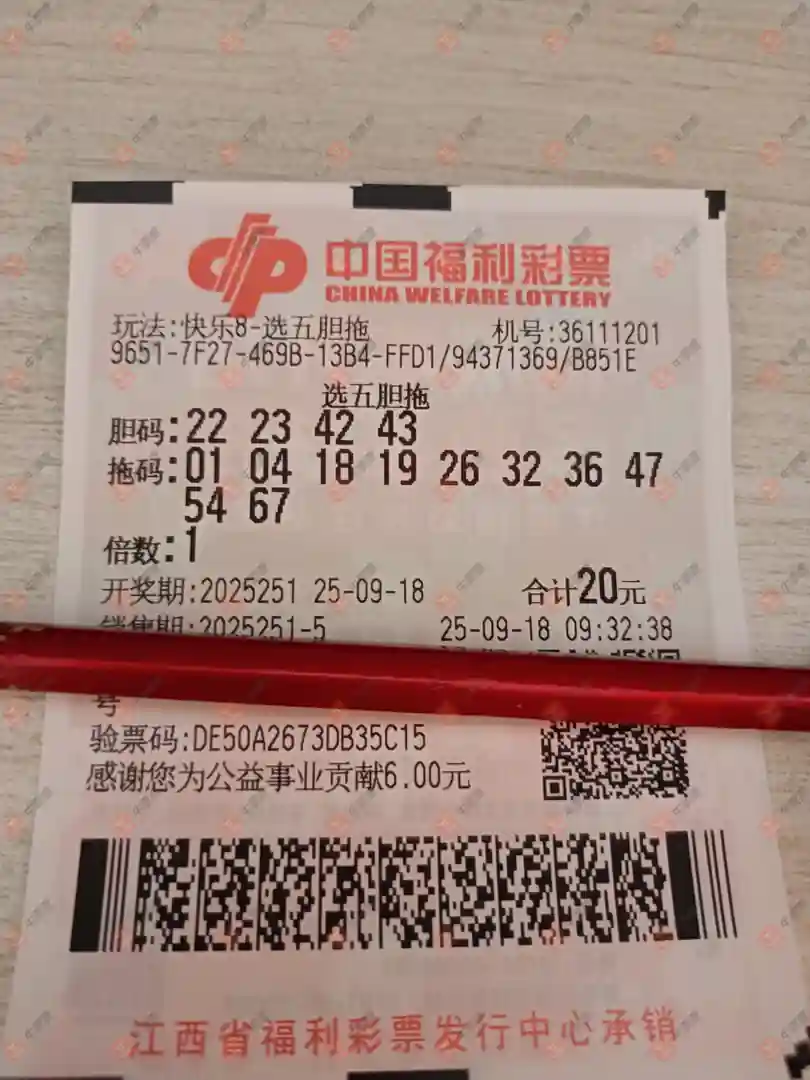 中国福利彩票
CHINA WELFARE LOTTERY
玩法:快乐8-选五胆拖 机号:36111201
9651-7F27-469B-13B4-FFD1/94371369/B851E
选五胆拖
胆码:22 23 42 43
拖码:01 04 18 19 26 32 36 47
54 67
倍数:1
开奖期:2025251 25-09-18 合计20元
销售期:2025251-5 25-09-18 09:32:38
号
验票码:DE50A2673DB35C15
感谢您为公益事业贡献6.00元
江西省福利彩票发行中心承销